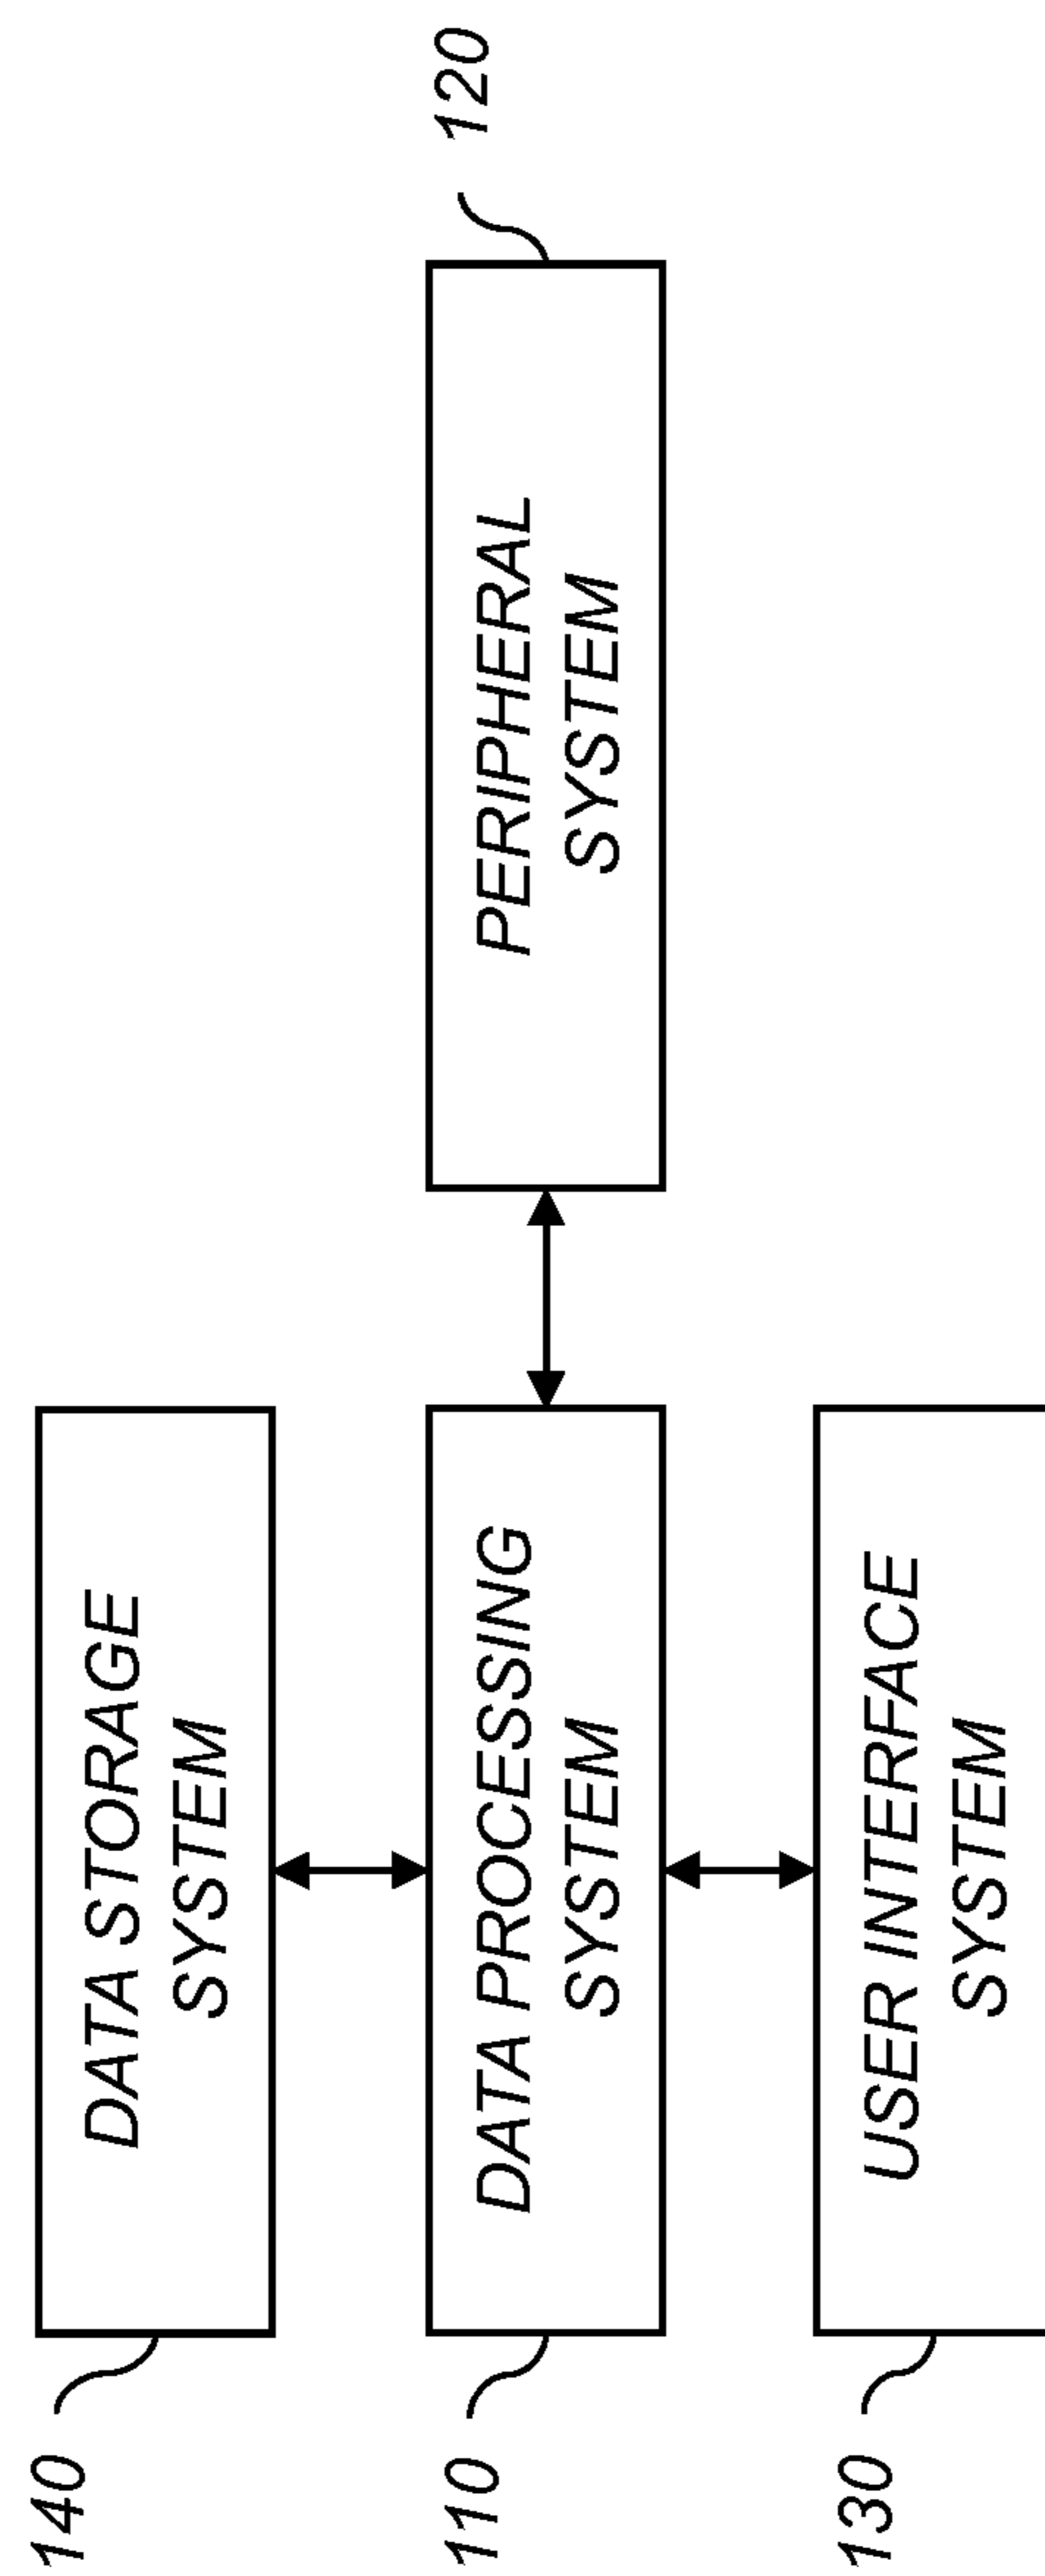 140
DATA STORAGE
SYSTEM
110
DATA PROCESSING
SYSTEM
120
PERIPHERAL
SYSTEM
130
USER INTERFACE
SYSTEM